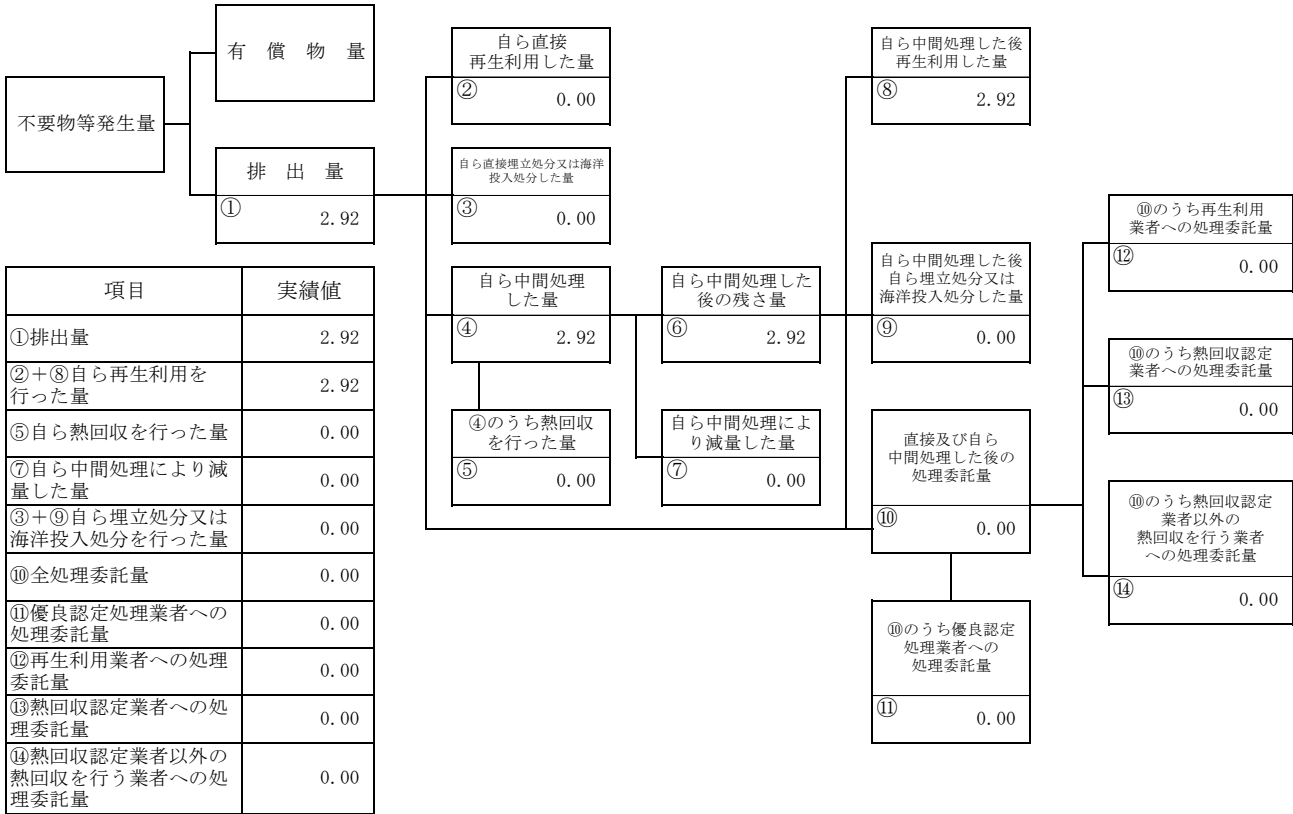 有償物量
不要物等発生量
排出量
①
2.92
自ら直接
再生利用した量
②
0.00
自ら直接埋立処分又は海洋
投入処分した量
③
0.00
自ら中間処理
した量
④
2.92
④のうち熱回収
を行った量
⑤
0.00
自ら中間処理した
後の残さ量
⑥
2.92
自ら中間処理によ
り減量した量
⑦
0.00
自ら中間処理した後
再生利用した量
⑧
2.92
自ら中間処理した後
自ら埋立処分又は
海洋投入処分した量
⑨
0.00
直接及び自ら
中間処理した後の
処理委託量
⑩
0.00
⑩のうち優良認定
処理業者への
処理委託量
⑪
0.00
⑩のうち再生利用
業者への処理委託量
⑫
0.00
⑩のうち熱回収認定
業者への処理委託量
⑬
0.00
⑩のうち熱回収認定
業者以外の
熱回収を行う業者
への処理委託量
⑭
0.00
項目 実績値
①排出量 2.92
②＋⑧自ら再生利用を
行った量 2.92
⑤自ら熱回収を行った量 0.00
⑦自ら中間処理により減
量した量 0.00
③＋⑨自ら埋立処分又は
海洋投入処分を行った量 0.00
⑩全処理委託量 0.00
⑪優良認定処理業者への
処理委託量 0.00
⑫再生利用業者への処理
委託量 0.00
⑬熱回収認定業者への処
理委託量 0.00
⑭熱回収認定業者以外の
熱回収を行う業者への処
理委託量 0.00